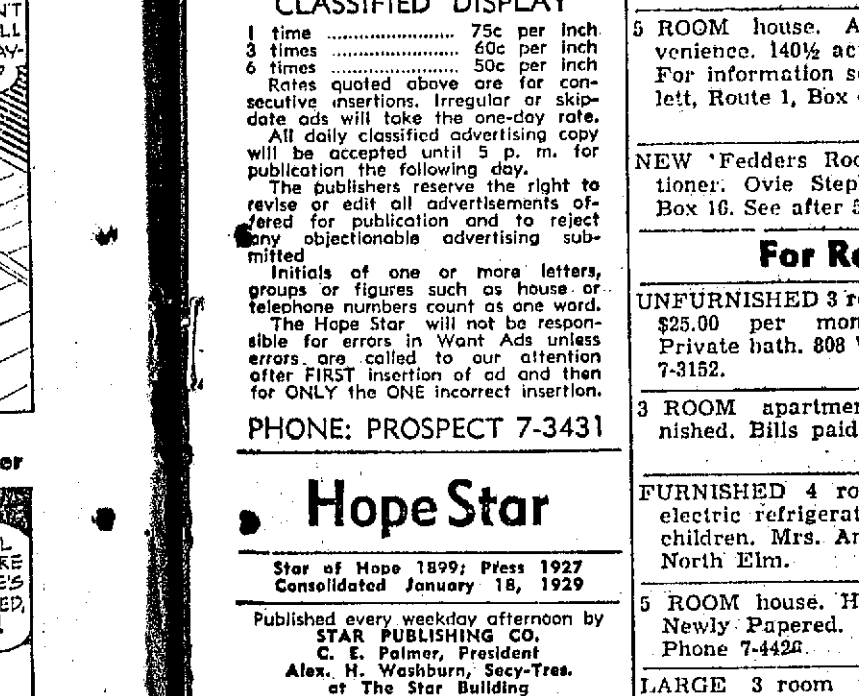 N'T
LL
AY-
?
er
L
RE
E'S
ED,
!
CLASSIFIED DISPLAY
1 time ........................ 75c per inch
3 times ...................... 60c per inch
6 times ...................... 50c per inch
Rates quoted above are for con-
secutive insertions. Irregular or skip-
date ads will take the one-day rate.
All daily classified advertising copy
will be accepted until 5 p. m. for
publication the following day.
The publishers reserve the right to
revise or edit all advertisements of-
fered for publication and to reject
any objectionable advertising sub-
mitted
Initials of one or more letters,
groups or figures such as house or
telephone numbers count as one word.
The Hope Star will not be respon-
sible for errors in Want Ads unless
errors are called to our attention
after FIRST insertion of ad and then
for ONLY the ONE incorrect insertion.
PHONE: PROSPECT 7-3431
Hope Star
Star of Hope 1899; Press 1927
Consolidated January 18, 1929
Published every weekday afternoon by
STAR PUBLISHING CO.
C. E. Palmer, President
Alex. H. Washburn, Secy-Tres.
at The Star Building
5 ROOM house. A
venience. 140½ ac
For information s
lett, Route 1, Box
NEW 'Fedders Roo
tioner. Ovie Step
Box 16. See after 5
For Re
UNFURNISHED 3 r
$25.00 per mon
Private bath. 808
7-3152.
3 ROOM apartmen
nished. Bills paid
FURNISHED 4 ro
electric refrigerat
children. Mrs. Ar
North Elm.
5 ROOM house. H
Newly Papered.
Phone 7-442
LARGE 3 room